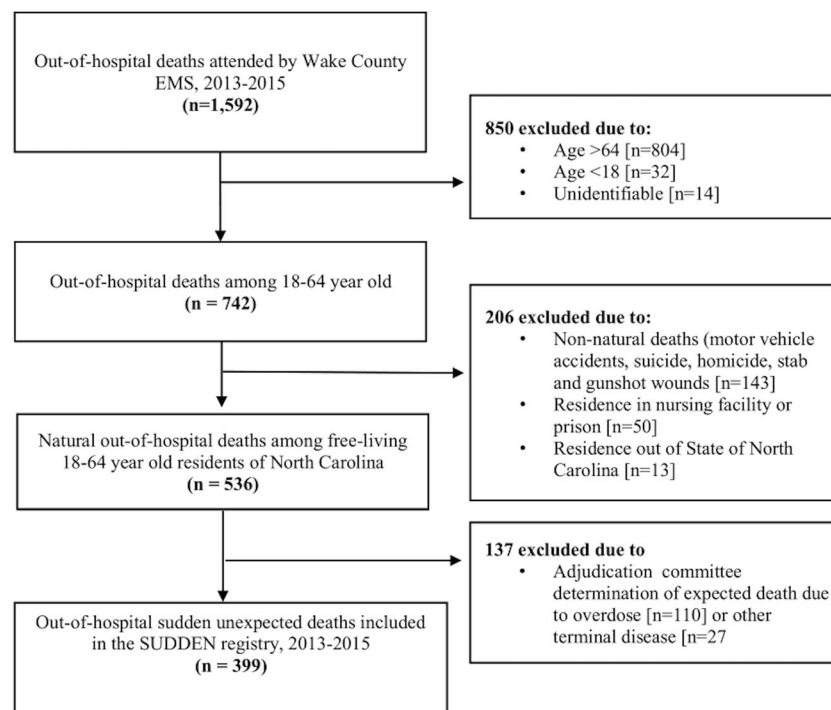 Out-of-hospital deaths attended by Wake County
EMS, 2013-2015
(n=1,592)
850 excluded due to:
• Age >64 [n=804]
• Age <18 [n=32]
• Unidentifiable [n=14]
Out-of-hospital deaths among 18-64 year old
(n = 742)
206 excluded due to:
• Non-natural deaths (motor vehicle
accidents, suicide, homicide, stab
and gunshot wounds [n=143]
• Residence in nursing facility or
prison [n=50]
• Residence out of State of North
Carolina [n=13]
Natural out-of-hospital deaths among free-living
18-64 year old residents of North Carolina
(n = 536)
137 excluded due to
• Adjudication committee
determination of expected death due
to overdose [n=110] or other
terminal disease [n=27
Out-of-hospital sudden unexpected deaths included
in the SUDDEN registry, 2013-2015
(n = 399)